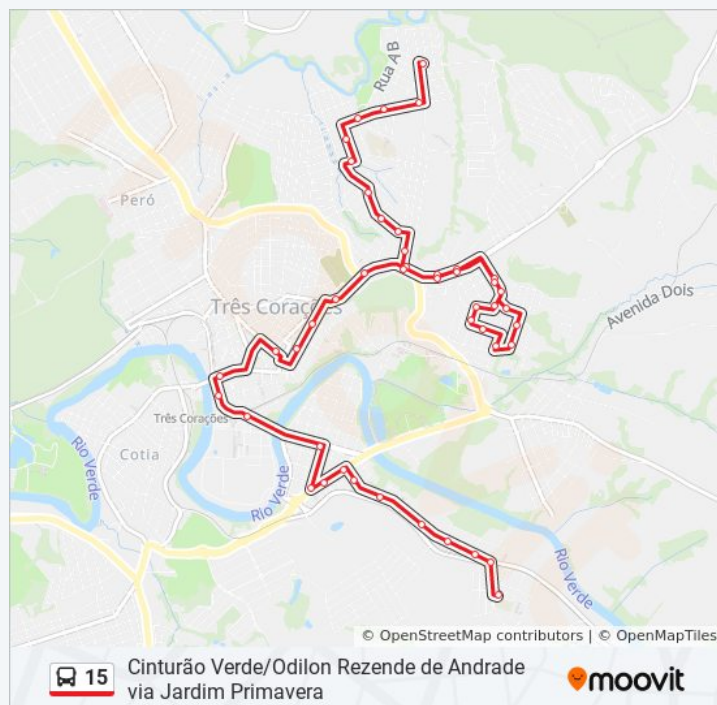 Rua A B
Peró
Três Corações
Avenida Dois
Três Corações
Cotia
Rio Verde
Rio Verde
Rio Verde
© OpenStreetMap contributors | © OpenMapTiles
15
Cinturão Verde/Odilon Rezende de Andrade
via Jardim Primavera
moovit